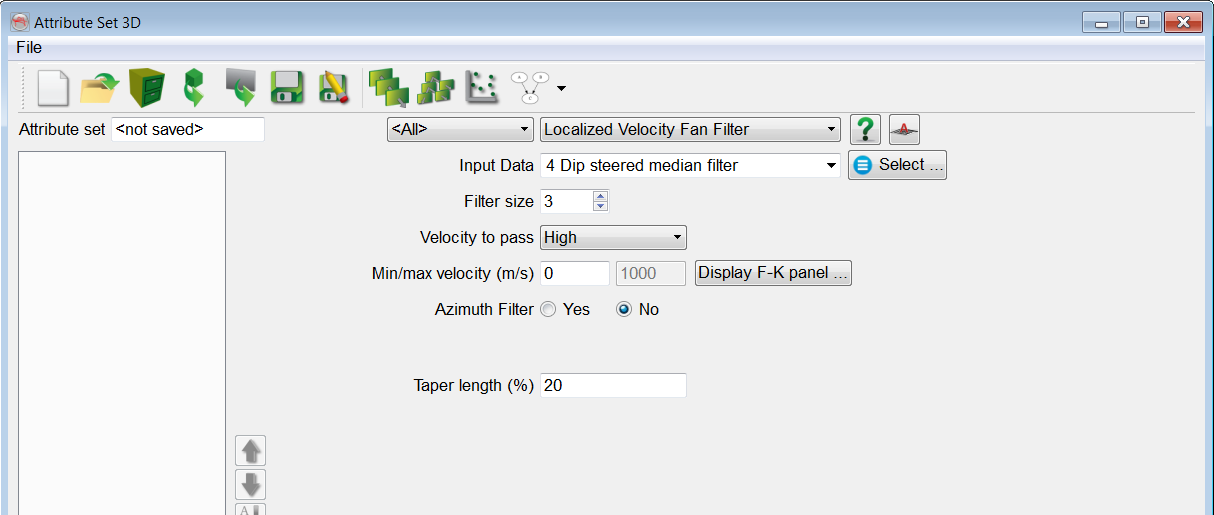 Attribute Set 3D
File
A B C
Attribute set <not saved> <All> Localized Velocity Fan Filter ? A
Input Data 4 Dip steered median filter Select ...
Filter size 3
Velocity to pass High
Min/max velocity (m/s) 0 1000 Display F-K panel ...
Azimuth Filter Yes No
Taper length (%) 20
A